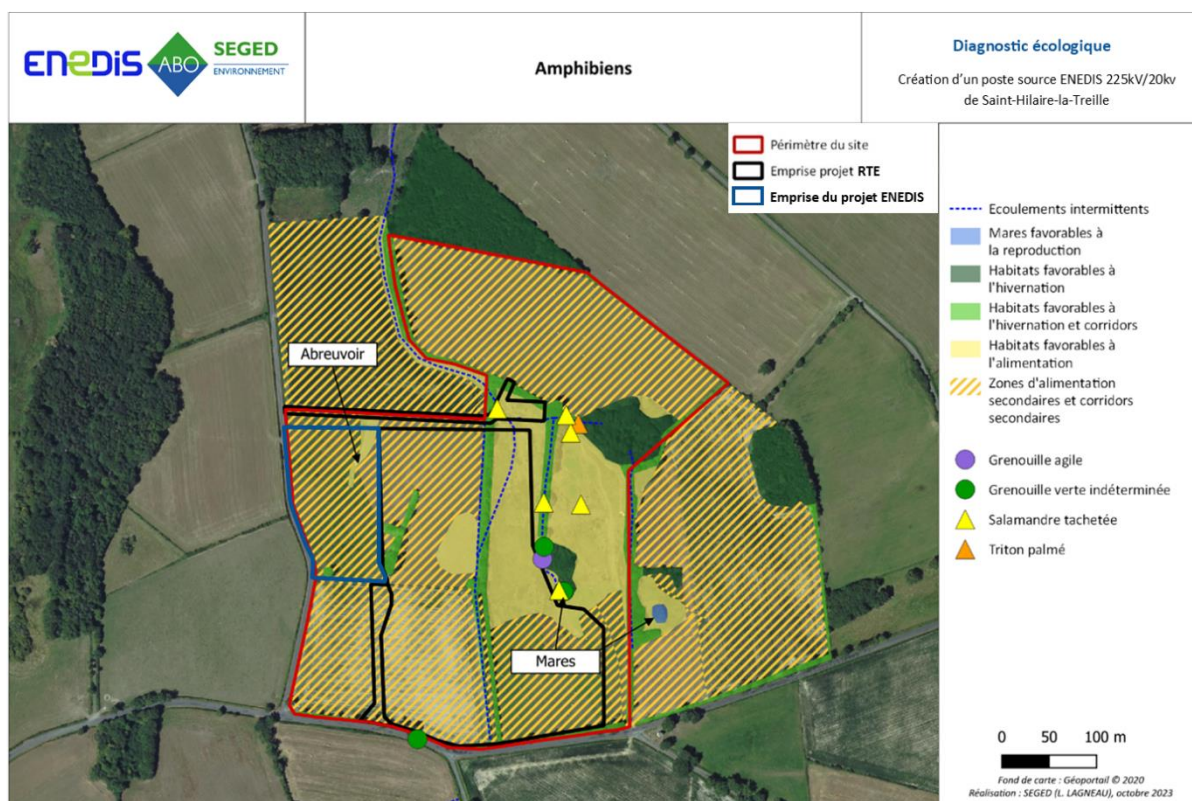 ENEDIS
ABO
SEGED
ENVIRONNEMENT
Amphibiens
Diagnostic écologique
Création d'un poste source ENEDIS 225kV/20kv
de Saint-Hilaire-la-Treille
Périmètre du site
Emprise projet RTE
Emprise du projet ENEDIS
Ecoulements intermittents
Mares favorables à
la reproduction
Habitats favorables à
l'hivernation
Habitats favorables à
l'hivernation et corridors
Habitats favorables à
l'alimentation
Zones d'alimentation
secondaires et corridors
secondaires
Grenouille agile
Grenouille verte indéterminée
Salamandre tachetée
Triton palmé
Abreuvoir
Mares
0 50 100 m
Fond de carte : Géoportail © 2020
Réalisation : SEGED (L. LAGNEAU), octobre 2023